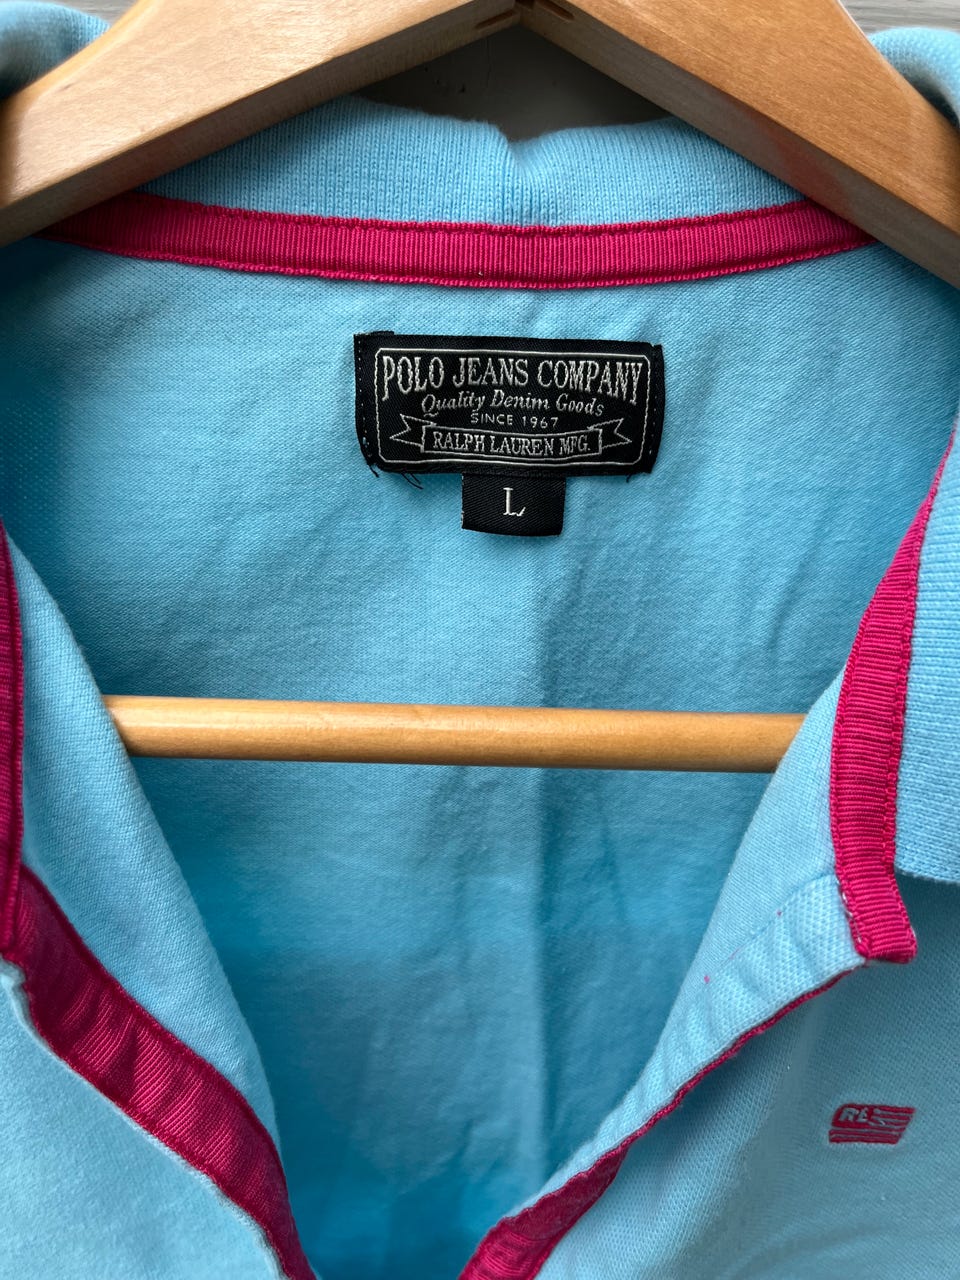 POLO JEANS COMPANY
Quality Denim Goods
SINCE 1967
RALPH LAUREN MFG.
L
RL